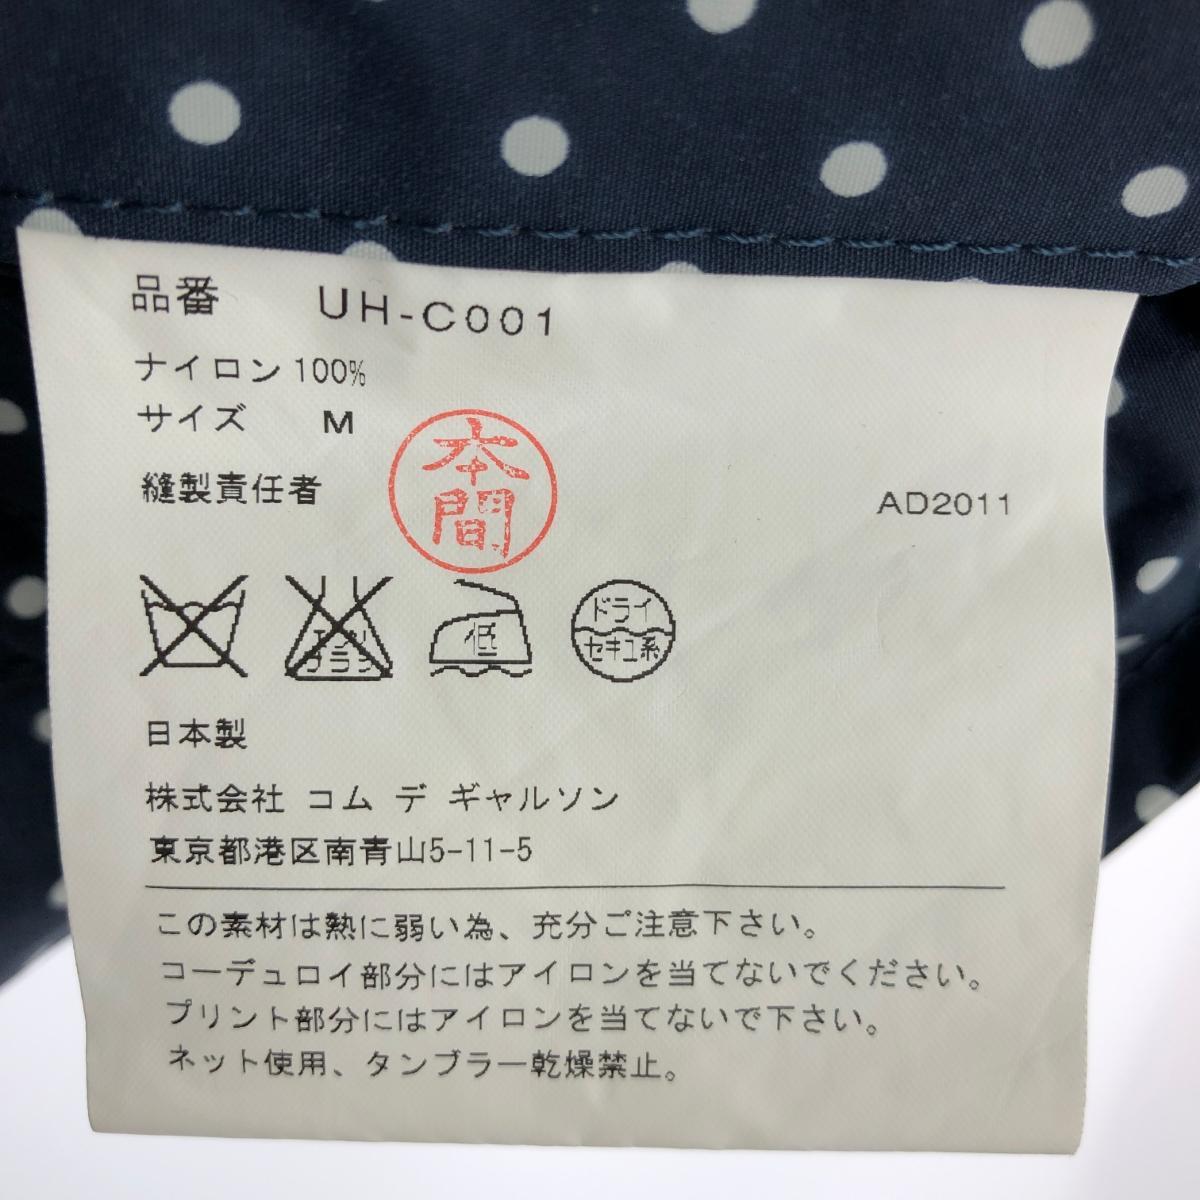 品番 UH-C001
ナイロン 100%
サイズ M
縫製責任者
本間
AD2011
エンソ
フラシ
低
ドライ
セキユ系
日本製
株式会社 コム デ ギャルソン
東京都港区南青山5-11-5
この素材は熱に弱い為、充分ご注意下さい。
コーデュロイ部分にはアイロンを当てないでください。
プリント部分にはアイロンを当てないで下さい。
ネット使用、タンブラー乾燥禁止。